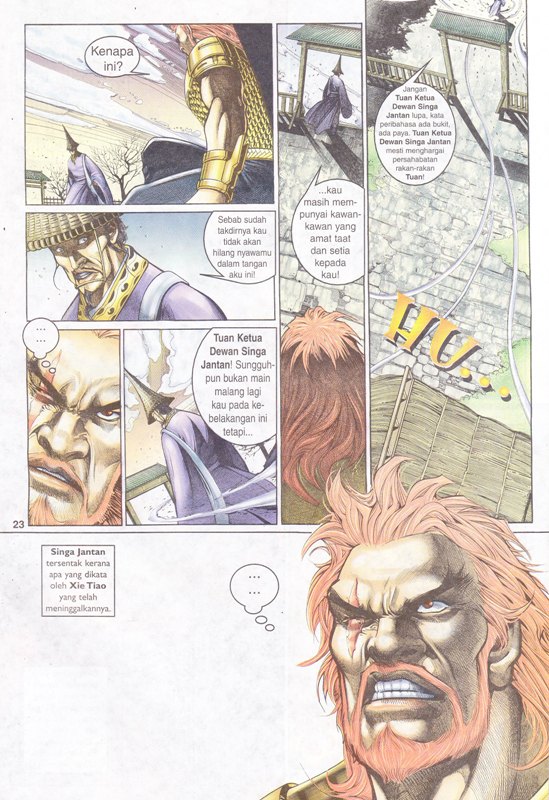 Kenapa
ini?
Sebab sudah
takdirnya kau
tidak akan
hilang nyawamu
dalam tangan
aku ini!
...
...
Tuan Ketua
Dewan Singa
Jantan! Sungguh-
pun bukan main
malang lagi
kau pada ke-
belakangan ini
tetapi...
...kau
masih mem-
punyai kawan-
kawan yang
amat taat
dan setia
kepada
kau!
Jangan
Tuan Ketua
Dewan Singa
Jantan lupa, kata
peribahasa ada bukit,
ada paya. Tuan Ketua
Dewan Singa Jantan
mesti menghargai
persahabatan
rakan-rakan
Tuan!
HU...
23
Singa Jantan
tersentak kerana
apa yang dikata
oleh Xie Tiao
yang telah
meninggalkannya.
...
...